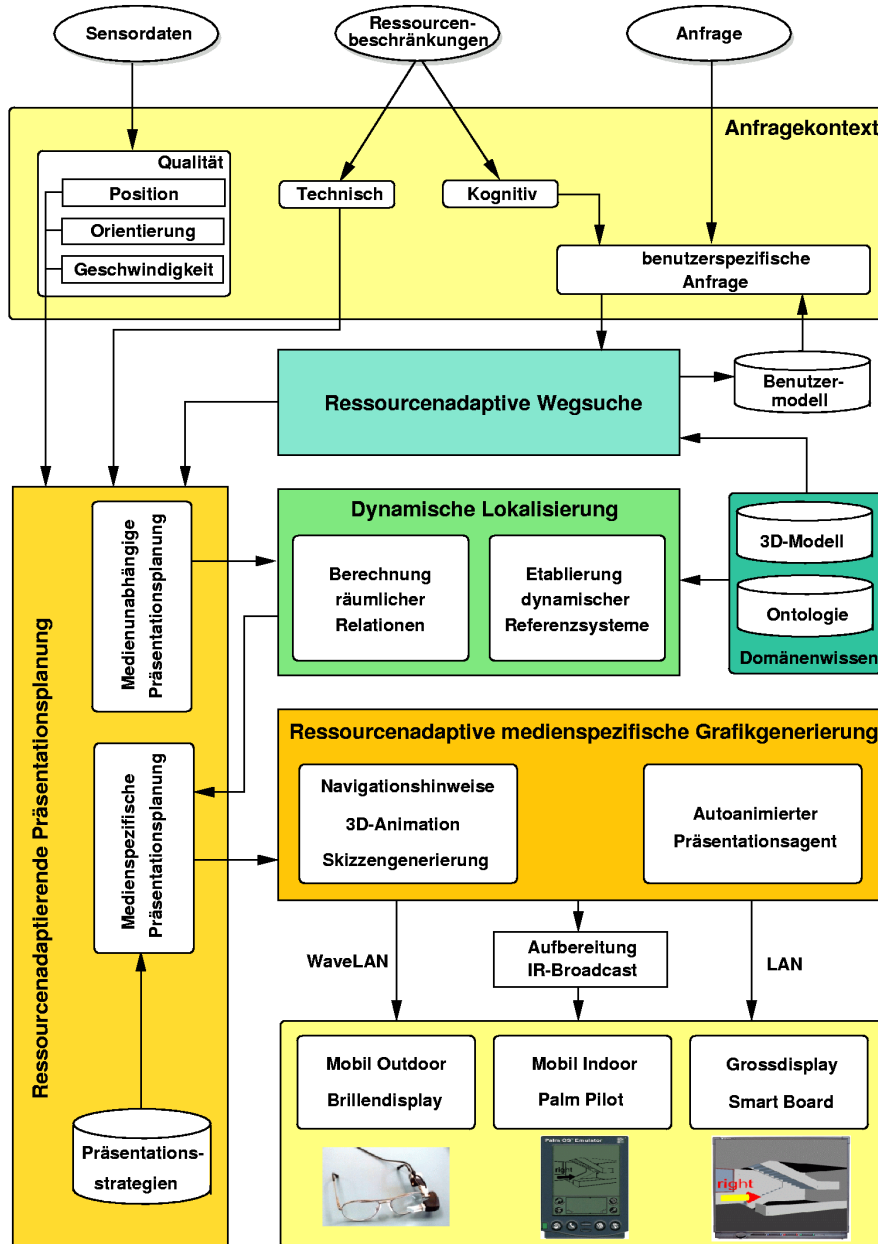 Sensordaten
Ressourcen-
beschränkungen
Anfrage
Anfragekontext
Qualität
Position
Orientierung
Geschwindigkeit
Technisch
Kognitiv
benutzerspezifische
Anfrage
Ressourcenadaptive Wegsuche
Benutzer-
modell
Ressourcenadaptierende Präsentationsplanung
Medienunabhängige
Präsentationsplanung
Dynamische Lokalisierung
Berechnung
räumlicher
Relationen
Etablierung
dynamischer
Referenzsysteme
3D-Modell
Ontologie
Domänenwissen
Medienspezifische
Präsentationsplanung
Ressourcenadaptive medienspezifische Grafikgenerierung
Navigationshinweise
3D-Animation
Skizzengenerierung
Autoanimierter
Präsentationsagent
WaveLAN
Aufbereitung
IR-Broadcast
LAN
Präsentations-
strategien
Mobil Outdoor
Brillendisplay
Mobil Indoor
Palm Pilot
Grossdisplay
Smart Board
Palm OS Emulator
right
right